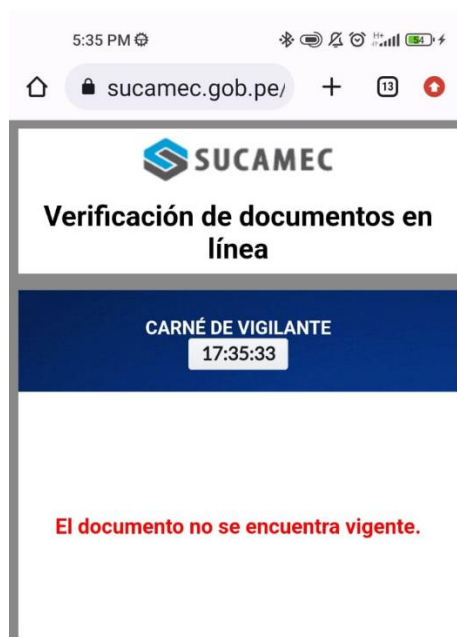 5:35 PM
H+
54
sucamec.gob.pe/
13
SUCAMEC
Verificación de documentos en
línea
CARNÉ DE VIGILANTE
17:35:33
El documento no se encuentra vigente.